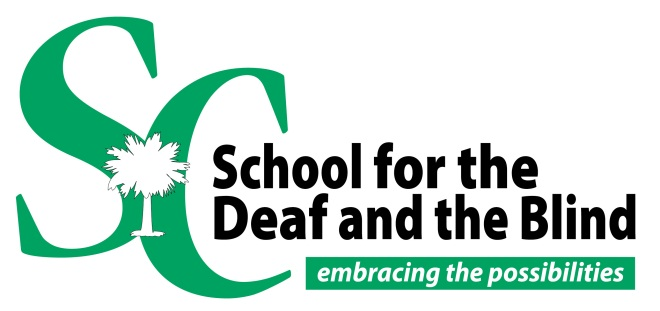 SC
School for the
Deaf and the Blind
embracing the possibilities